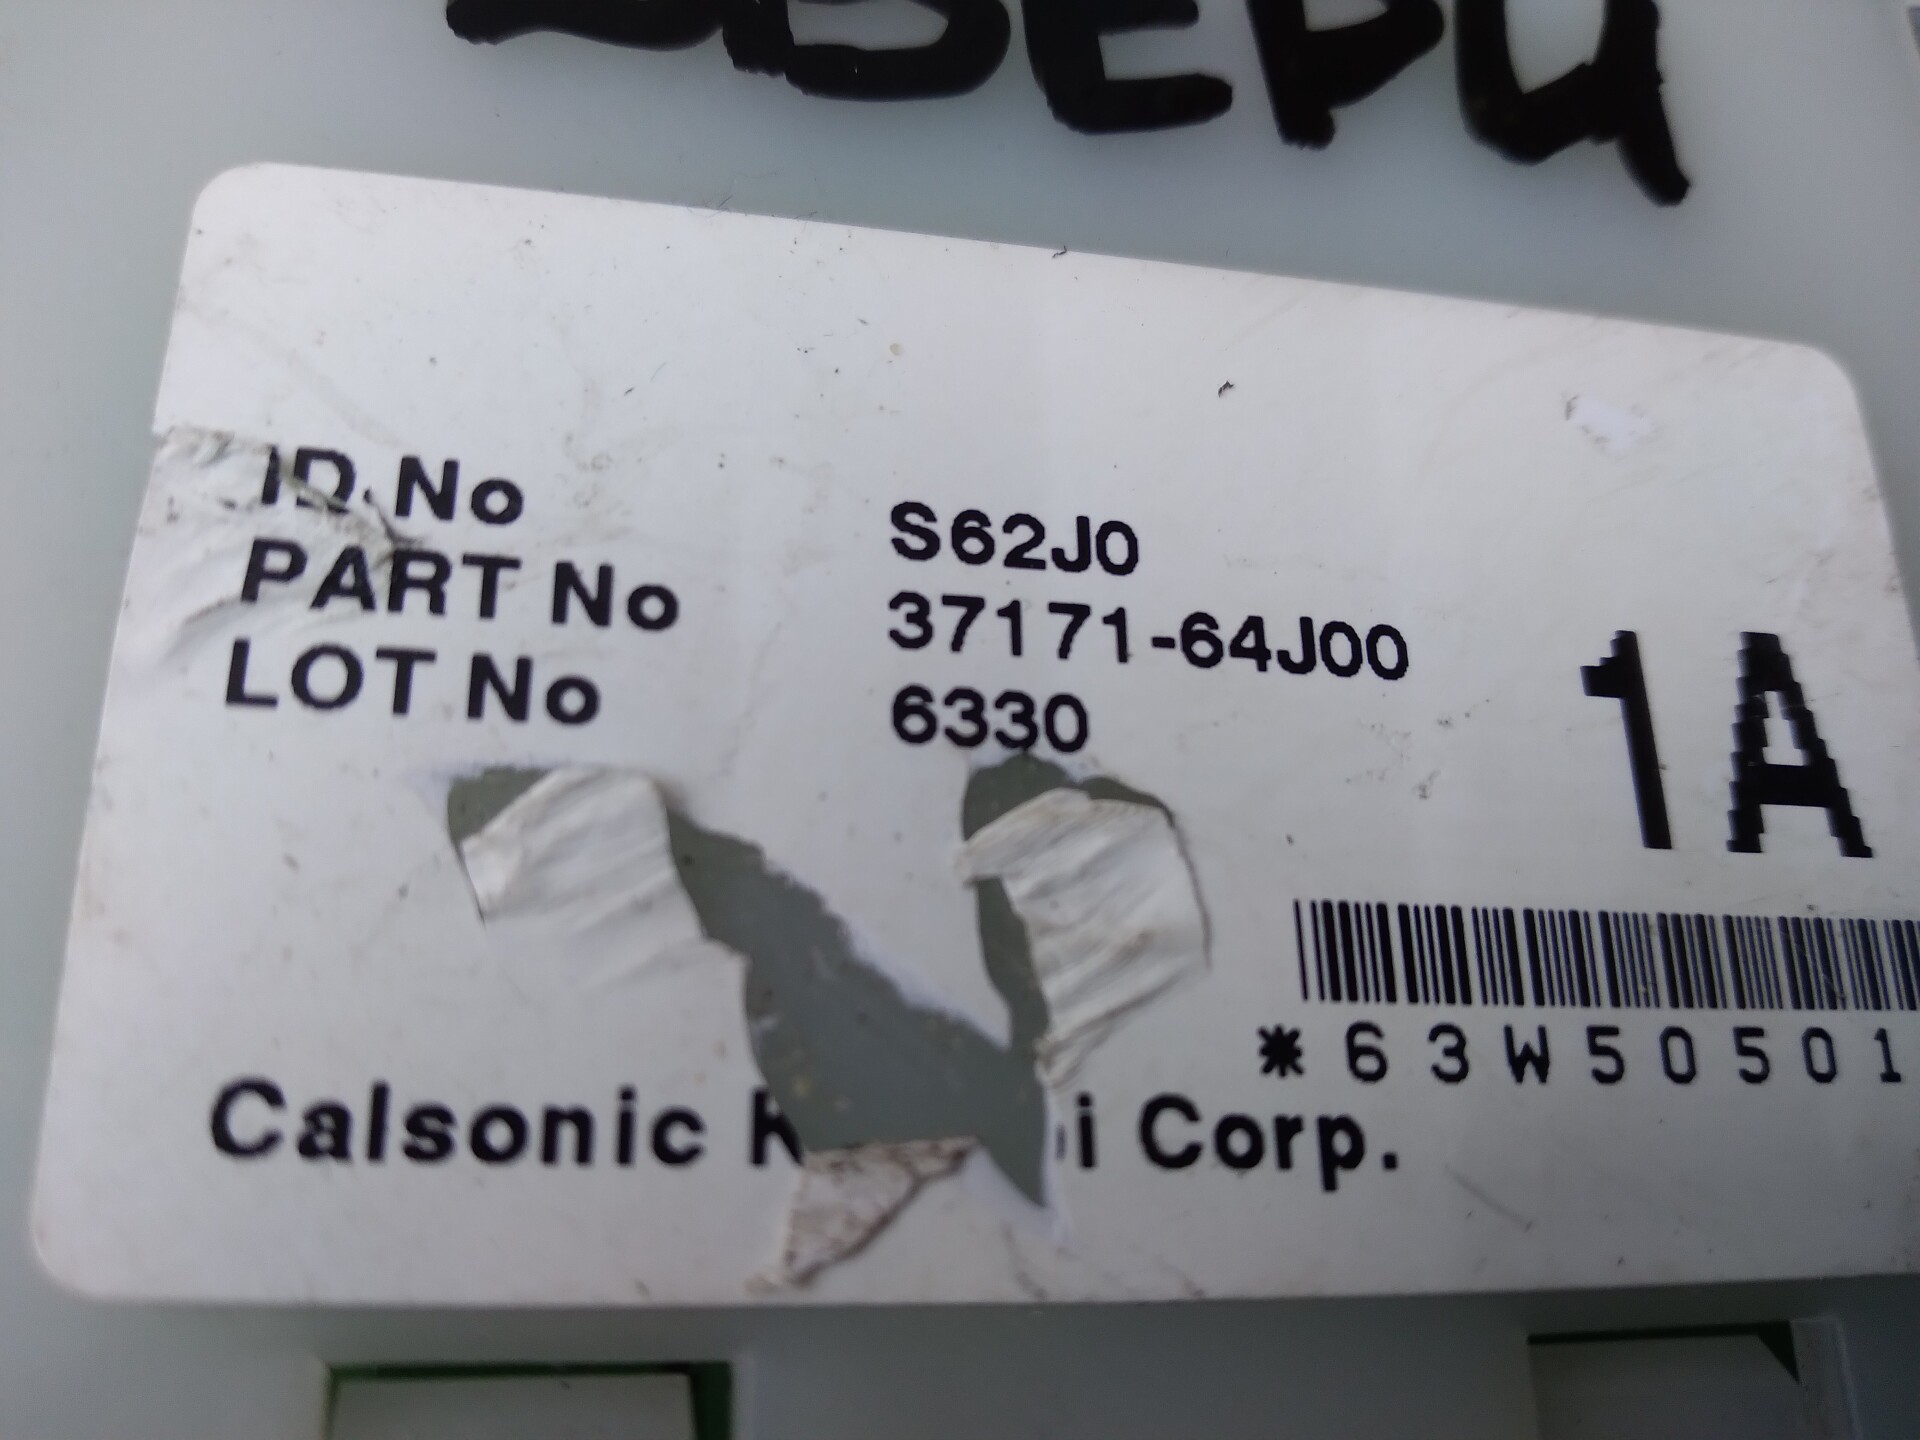 ID.No S62J0
PART No 37171-64J00
LOT No 6330
1A
*63W50501
Calsonic Corp.